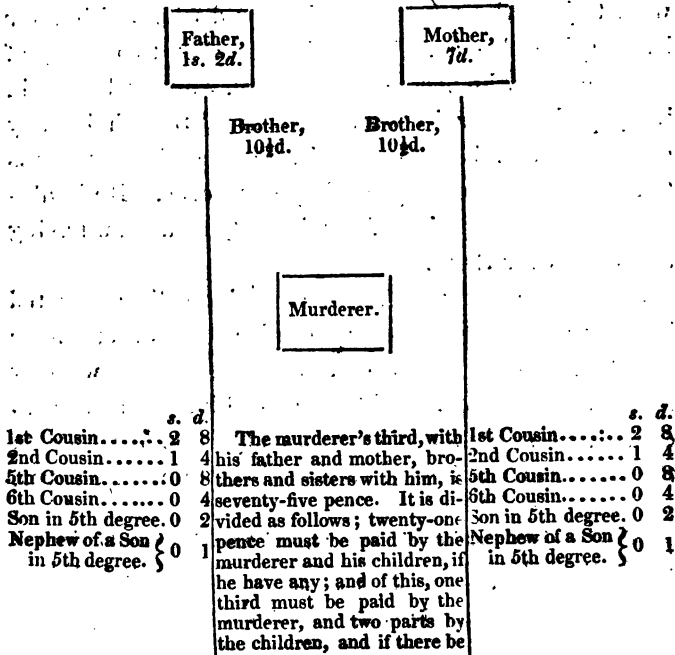 Father,
1s. 2d.
Mother,
7d.
Brother,
10½d.
Brother,
10½d.
Murderer.
s. d.
1st Cousin...... 2 8
2nd Cousin...... 1 4
5th Cousin...... 0 8
6th Cousin...... 0 4
Son in 5th degree. 0 2
Nephew of a Son
in 5th degree. } 0 1
The murderer's third, with
his father and mother, bro-
thers and sisters with him, is
seventy-five pence. It is di-
vided as follows; twenty-one
pence must be paid by the
murderer and his children, if
he have any; and of this, one
third must be paid by the
murderer, and two parts by
the children, and if there be
s. d.
1st Cousin...... 2 8
2nd Cousin...... 1 4
5th Cousin....... 0 8
6th Cousin....... 0 4
Son in 5th degree. 0 2
Nephew of a Son
in 5th degree. } 0 1